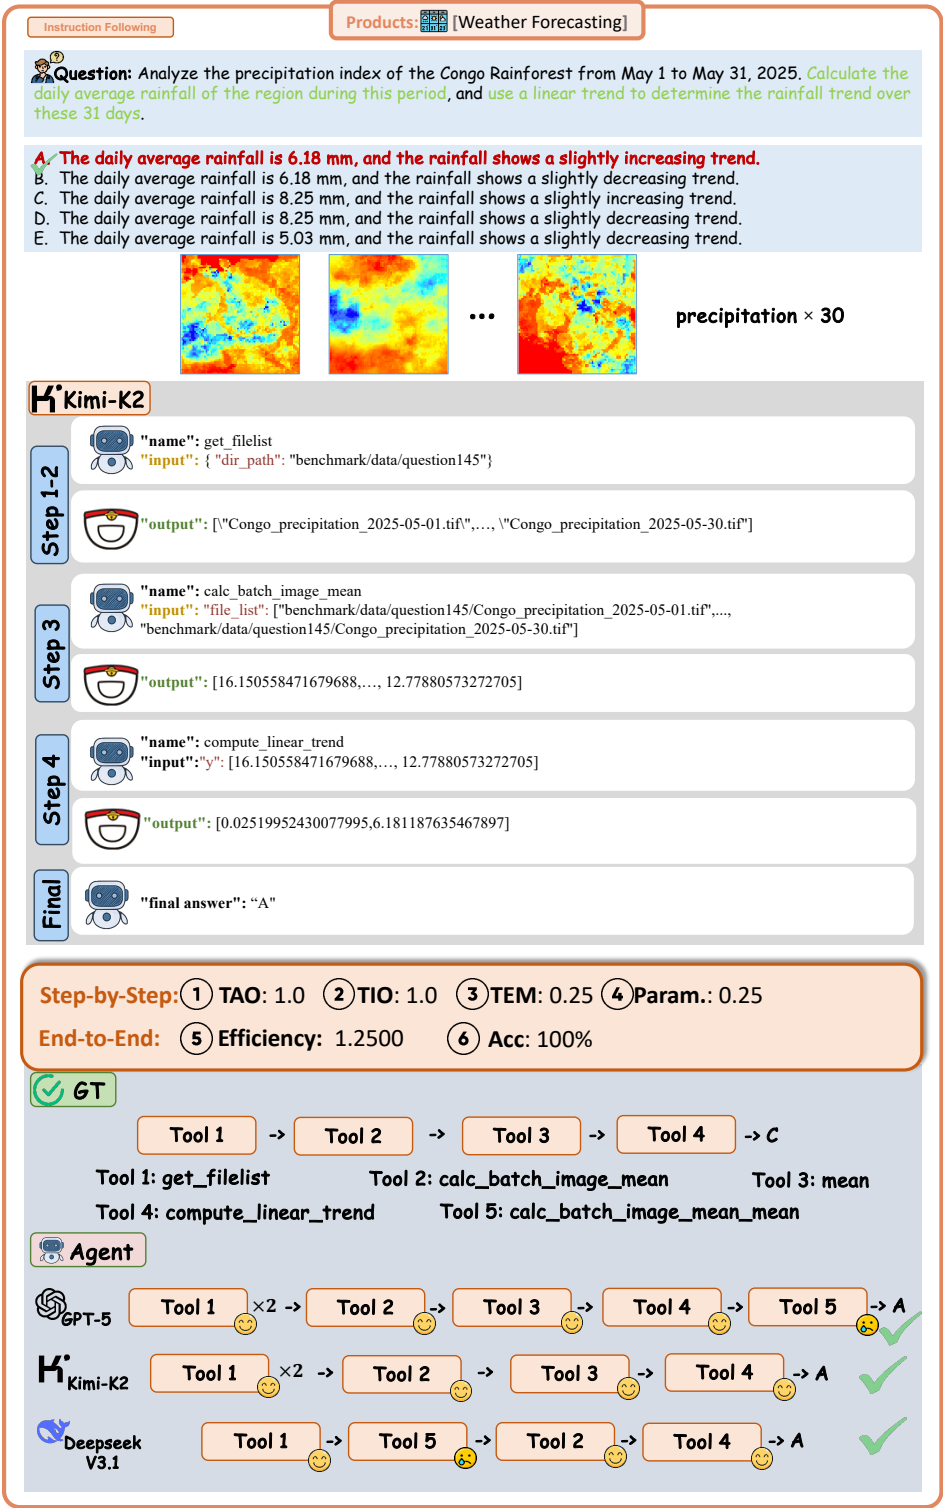 Instruction Following
Products: [Weather Forecasting]
Question: Analyze the precipitation index of the Congo Rainforest from May 1 to May 31, 2025. Calculate the
daily average rainfall of the region during this period, and use a linear trend to determine the rainfall trend over
these 31 days.
A. The daily average rainfall is 6.18 mm, and the rainfall shows a slightly increasing trend.
B. The daily average rainfall is 6.18 mm, and the rainfall shows a slightly decreasing trend.
C. The daily average rainfall is 8.25 mm, and the rainfall shows a slightly increasing trend.
D. The daily average rainfall is 8.25 mm, and the rainfall shows a slightly decreasing trend.
E. The daily average rainfall is 5.03 mm, and the rainfall shows a slightly decreasing trend.
... precipitation × 30
Kimi-K2
Step 1-2
"name": get_filelist
"input": { "dir_path": "benchmark/data/question145"}
"output": [\"Congo_precipitation_2025-05-01.tif\",…, \"Congo_precipitation_2025-05-30.tif"]
Step 3
"name": calc_batch_image_mean
"input": "file_list": ["benchmark/data/question145/Congo_precipitation_2025-05-01.tif",...,
"benchmark/data/question145/Congo_precipitation_2025-05-30.tif"]
"output": [16.150558471679688,…, 12.77880573272705]
Step 4
"name": compute_linear_trend
"input":"y": [16.150558471679688,…, 12.77880573272705]
"output": [0.02519952430077995,6.181187635467897]
Final
"final answer": “A"
Step-by-Step: 1 TAO: 1.0 2 TIO: 1.0 3 TEM: 0.25 4 Param.: 0.25
End-to-End: 5 Efficiency: 1.2500 6 Acc: 100%
GT
Tool 1 -> Tool 2 -> Tool 3 -> Tool 4 -> C
Tool 1: get_filelist Tool 2: calc_batch_image_mean Tool 3: mean
Tool 4: compute_linear_trend Tool 5: calc_batch_image_mean_mean
Agent
GPT-5 Tool 1 ×2 -> Tool 2 -> Tool 3 -> Tool 4 -> Tool 5 -> A
Kimi-K2 Tool 1 ×2 -> Tool 2 -> Tool 3 -> Tool 4 -> A
Deepseek V3.1 Tool 1 -> Tool 5 -> Tool 2 -> Tool 4 -> A